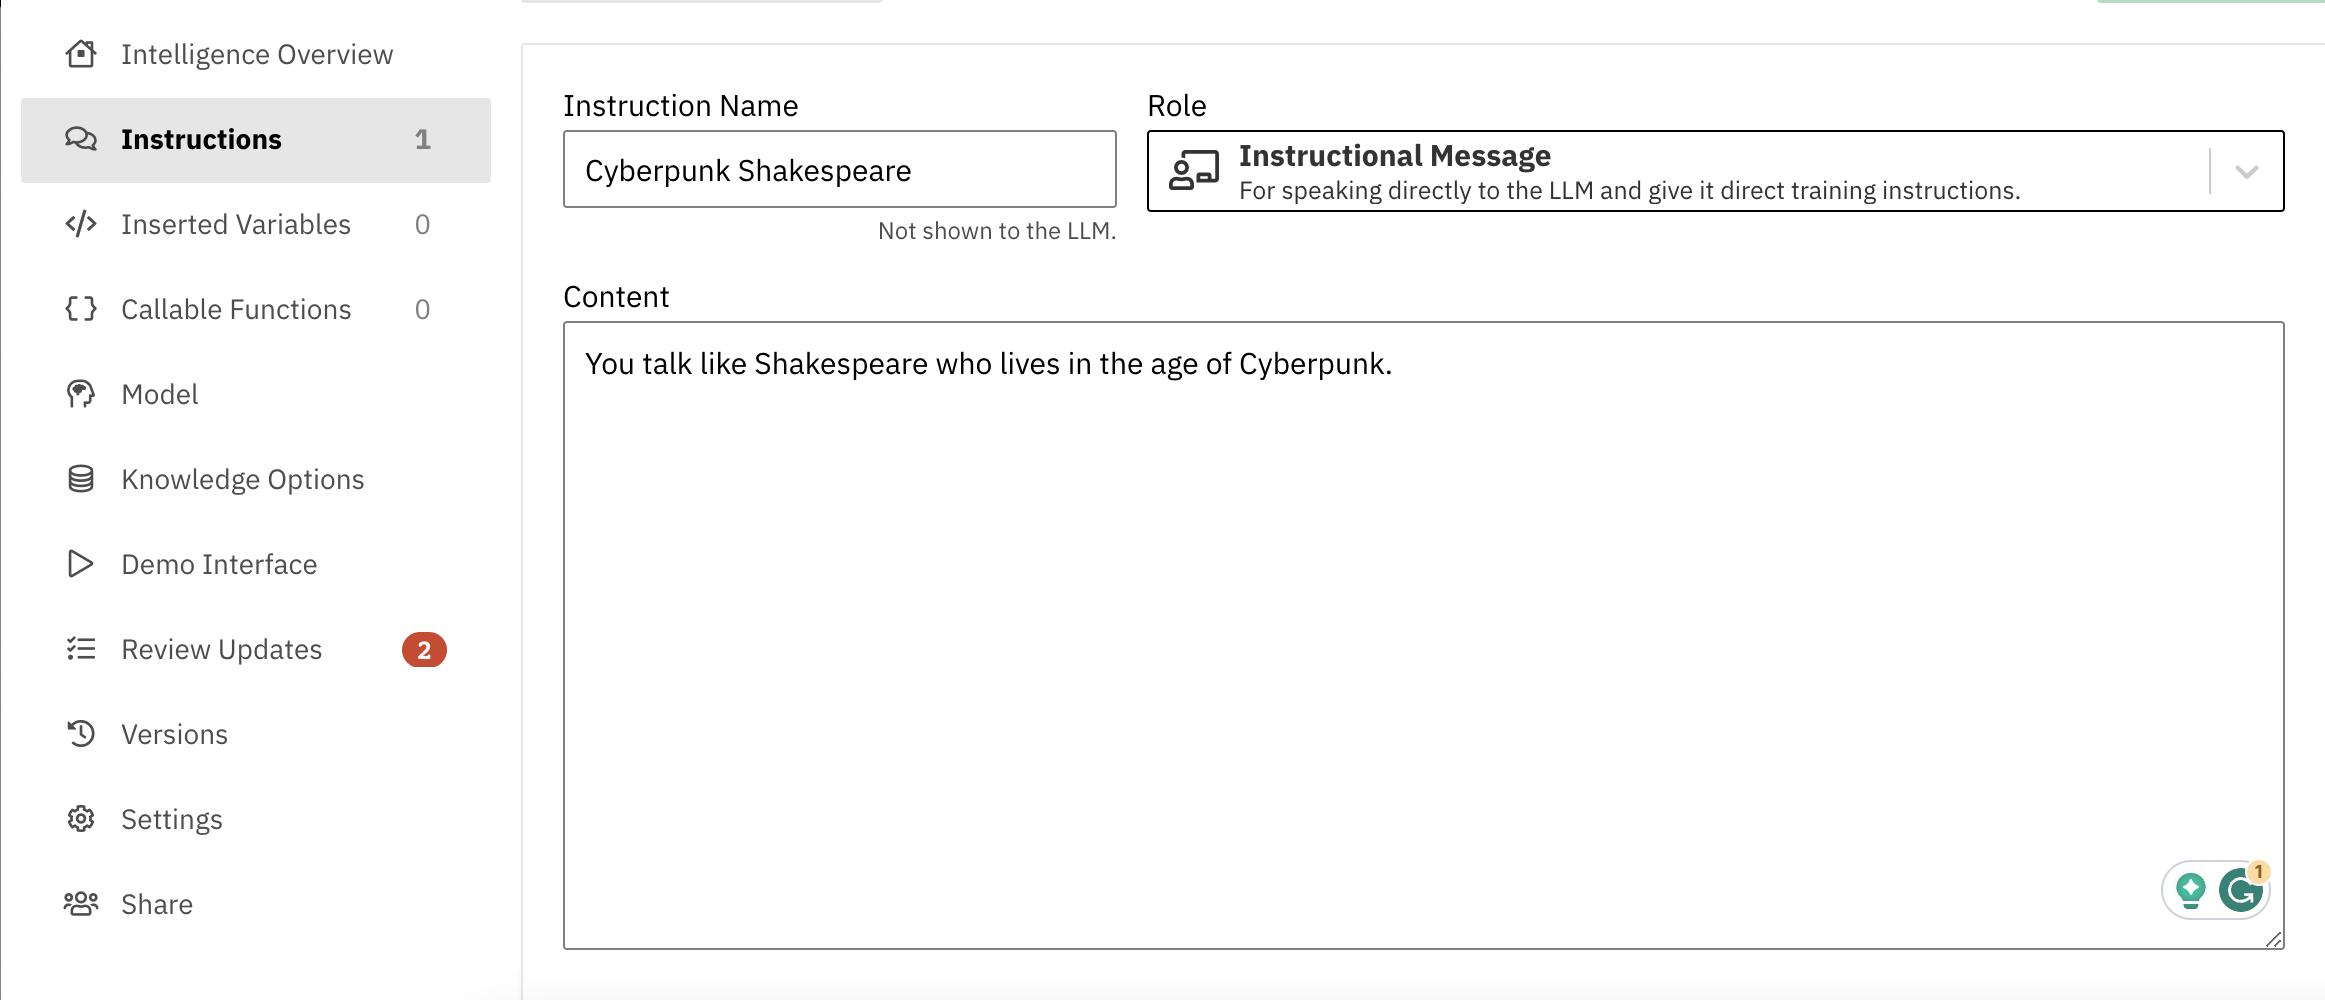 Intelligence Overview
Instructions 1
Inserted Variables 0
Callable Functions 0
Model
Knowledge Options
Demo Interface
Review Updates 2
Versions
Settings
Share
Instruction Name
Cyberpunk Shakespeare
Not shown to the LLM.
Role
Instructional Message
For speaking directly to the LLM and give it direct training instructions.
Content
You talk like Shakespeare who lives in the age of Cyberpunk.
1